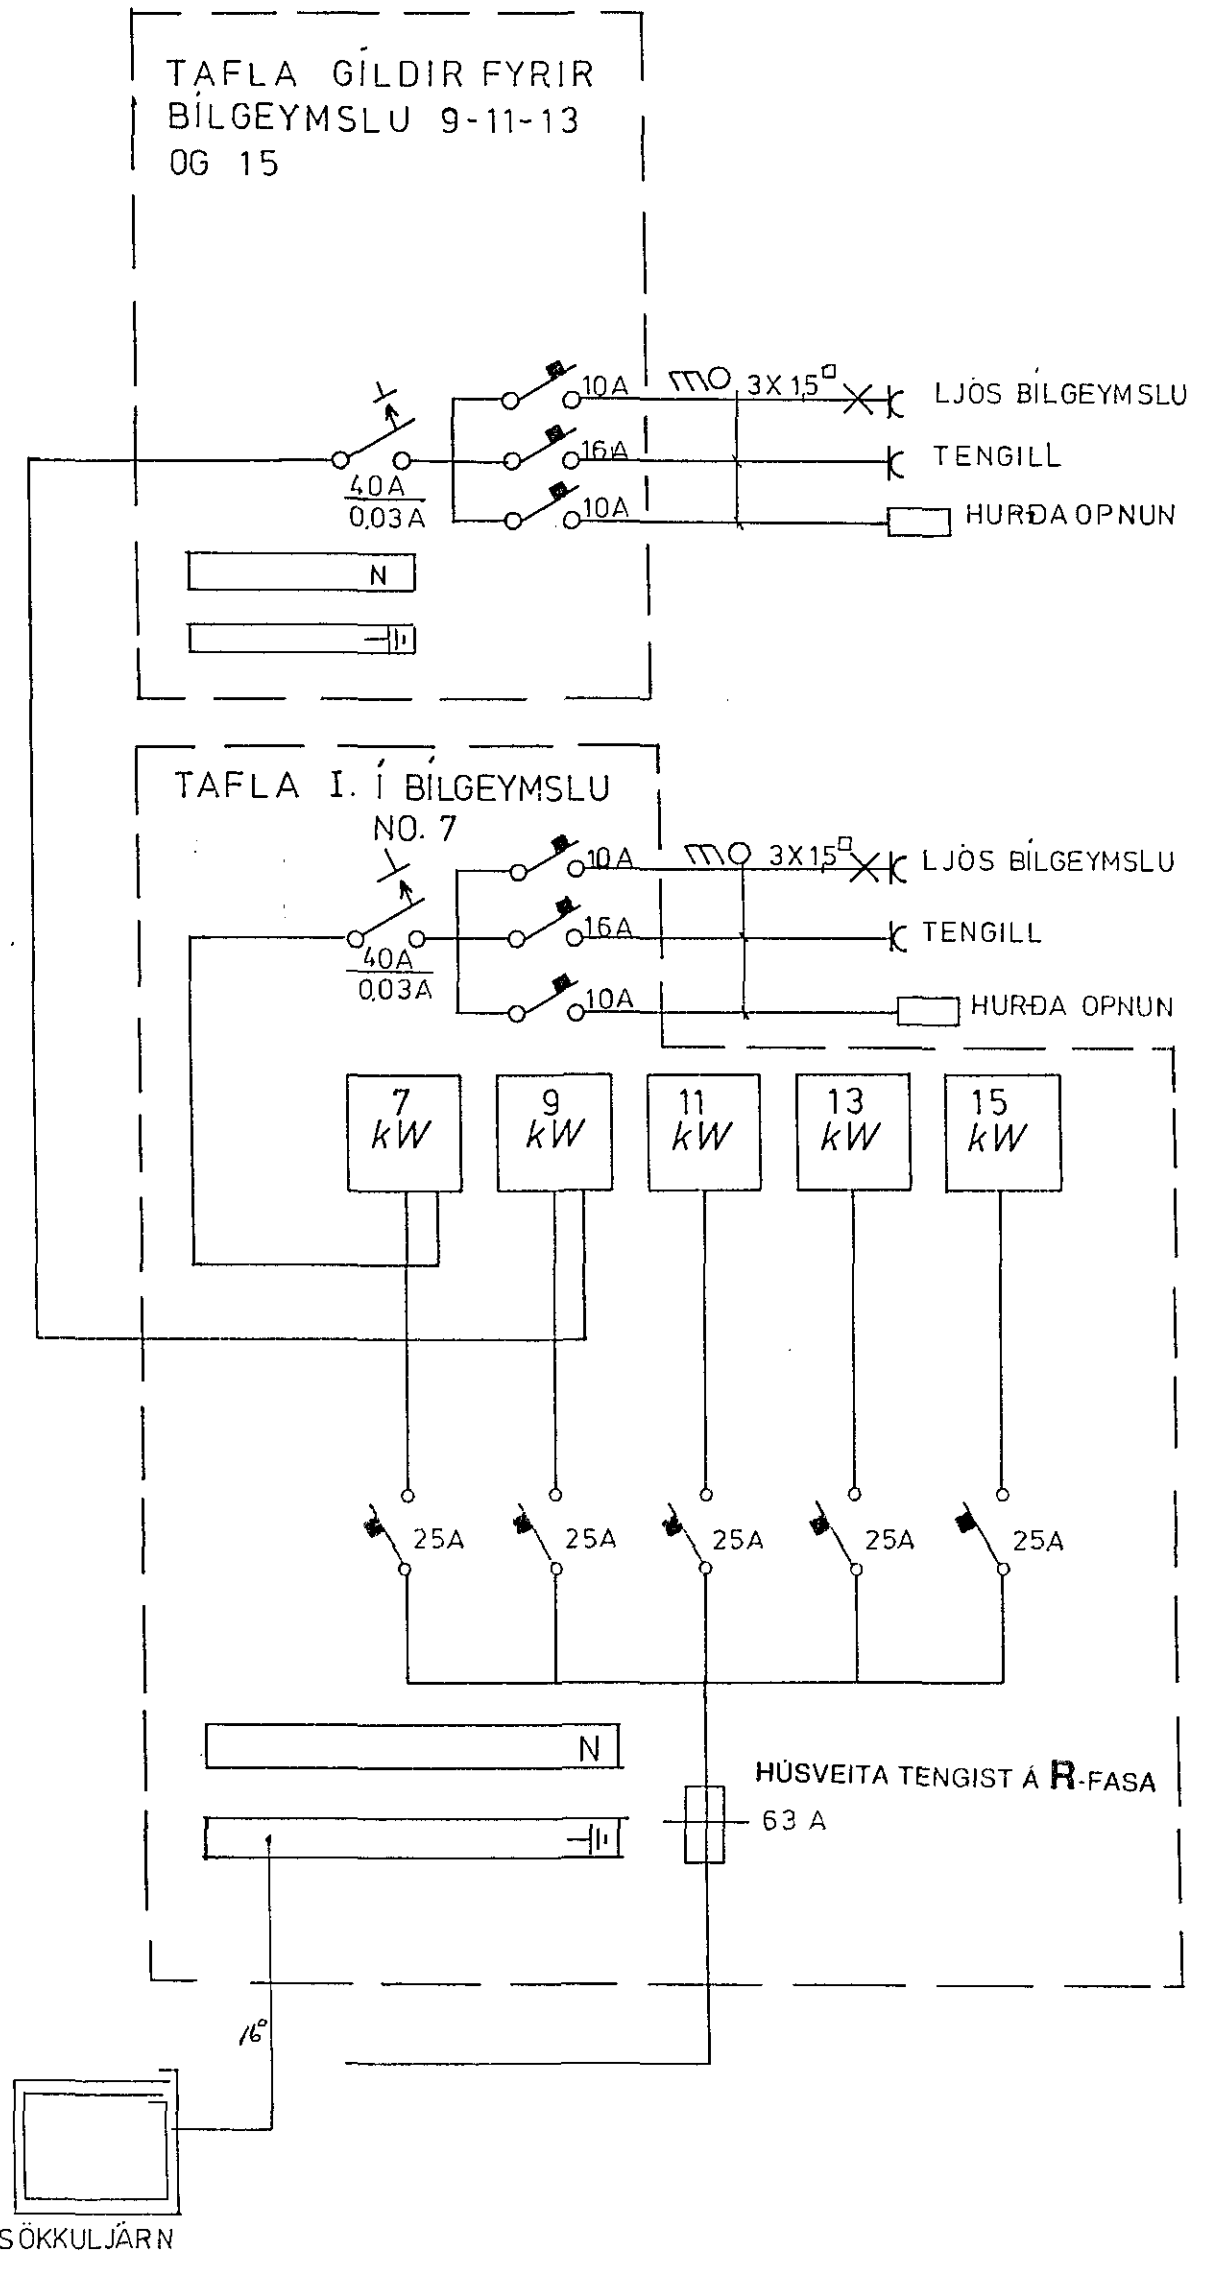 TAFLA GÍLDIR FYRIR
BÍLGEYMSLU 9-11-13
OG 15
10A 3X1,5□ LJÓS BÍLGEYMSLU
16A TENGILL
40A
0,03A
10A HURÐA OPNUN
N
TAFLA I. Í BÍLGEYMSLU
NO. 7
10A 3X1,5□ LJÓS BÍLGEYMSLU
16A TENGILL
40A
0,03A
10A HURÐA OPNUN
7 9 11 13 15
kW kW kW kW kW
25A 25A 25A 25A 25A
N
HÚSVEITA TENGIST Á R-FASA
63 A
16□
SÖKKULJÁRN